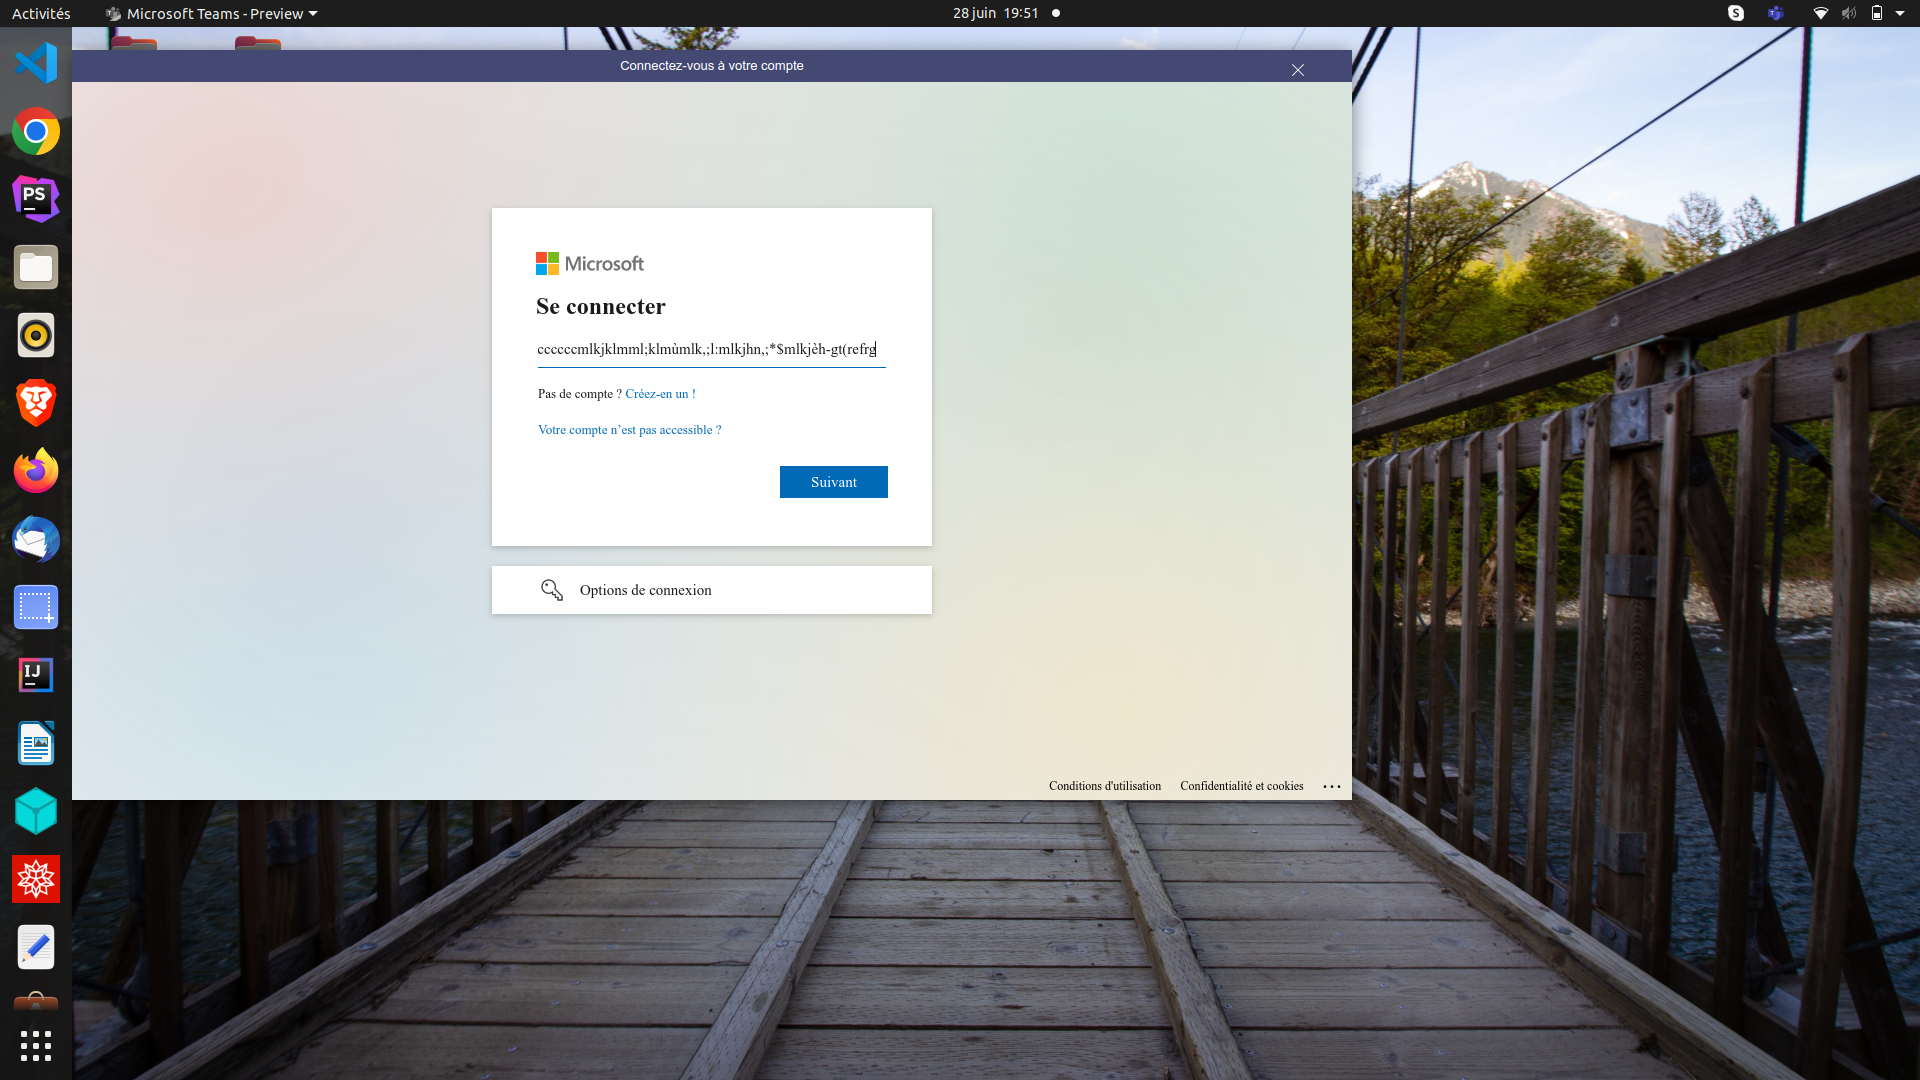 Activités
Microsoft Teams - Preview
28 juin 19:51
Connectez-vous à votre compte
Microsoft
Se connecter
ccccccmlkjklmml;klmùmlk,;l:mlkjhn,;*$mlkjèh-gt(refrg
Pas de compte ? Créez-en un !
Votre compte n’est pas accessible ?
Suivant
Options de connexion
Conditions d'utilisation
Confidentialité et cookies
PS
IJ